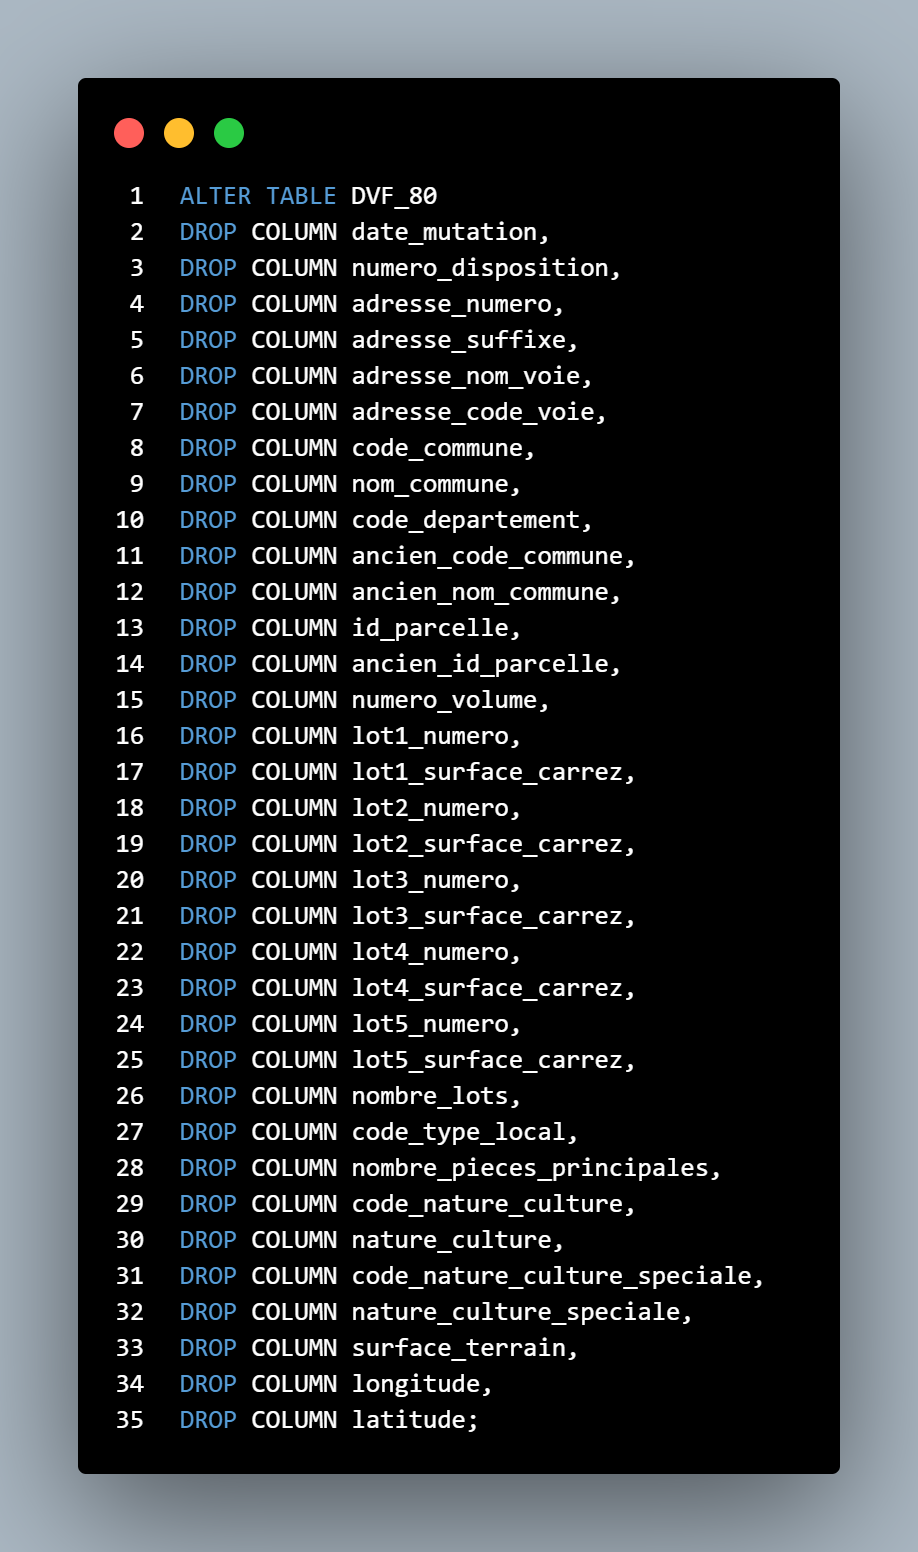 1 ALTER TABLE DVF_80
2 DROP COLUMN date_mutation,
3 DROP COLUMN numero_disposition,
4 DROP COLUMN adresse_numero,
5 DROP COLUMN adresse_suffixe,
6 DROP COLUMN adresse_nom_voie,
7 DROP COLUMN adresse_code_voie,
8 DROP COLUMN code_commune,
9 DROP COLUMN nom_commune,
10 DROP COLUMN code_departement,
11 DROP COLUMN ancien_code_commune,
12 DROP COLUMN ancien_nom_commune,
13 DROP COLUMN id_parcelle,
14 DROP COLUMN ancien_id_parcelle,
15 DROP COLUMN numero_volume,
16 DROP COLUMN lot1_numero,
17 DROP COLUMN lot1_surface_carrez,
18 DROP COLUMN lot2_numero,
19 DROP COLUMN lot2_surface_carrez,
20 DROP COLUMN lot3_numero,
21 DROP COLUMN lot3_surface_carrez,
22 DROP COLUMN lot4_numero,
23 DROP COLUMN lot4_surface_carrez,
24 DROP COLUMN lot5_numero,
25 DROP COLUMN lot5_surface_carrez,
26 DROP COLUMN nombre_lots,
27 DROP COLUMN code_type_local,
28 DROP COLUMN nombre_pieces_principales,
29 DROP COLUMN code_nature_culture,
30 DROP COLUMN nature_culture,
31 DROP COLUMN code_nature_culture_speciale,
32 DROP COLUMN nature_culture_speciale,
33 DROP COLUMN surface_terrain,
34 DROP COLUMN longitude,
35 DROP COLUMN latitude;